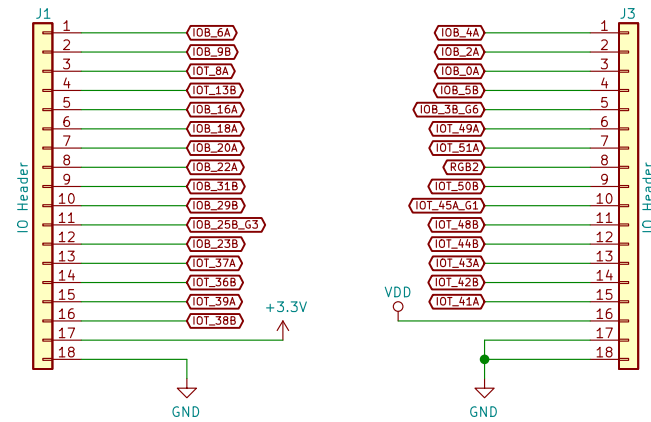 J1
1 IOB_6A
2 IOB_9B
3 IOT_8A
4 IOT_13B
5 IOB_16A
6 IOB_18A
7 IOB_20A
8 IOB_22A
9 IOB_31B
10 IOB_29B
11 IOB_25B_G3
12 IOB_23B
13 IOT_37A
14 IOT_36B
15 IOT_39A
16 IOT_38B
17 +3.3V
18
GND
IO Header
J3
IOB_4A 1
IOB_2A 2
IOB_0A 3
IOB_5B 4
IOB_3B_G6 5
IOT_49A 6
IOT_51A 7
RGB2 8
IOT_50B 9
IOT_45A_G1 10
IOT_48B 11
IOT_44B 12
IOT_43A 13
IOT_42B 14
IOT_41A 15
VDD 16
17
18
GND
IO Header